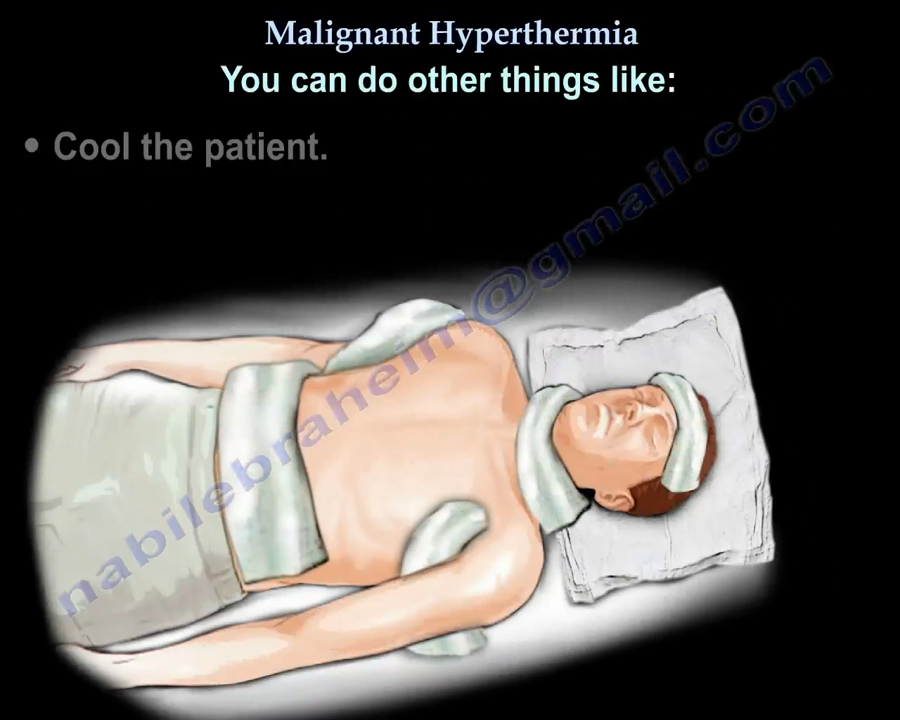 Malignant Hyperthermia
You can do other things like:
• Cool the patient.
nabilebraheim@gmail.com